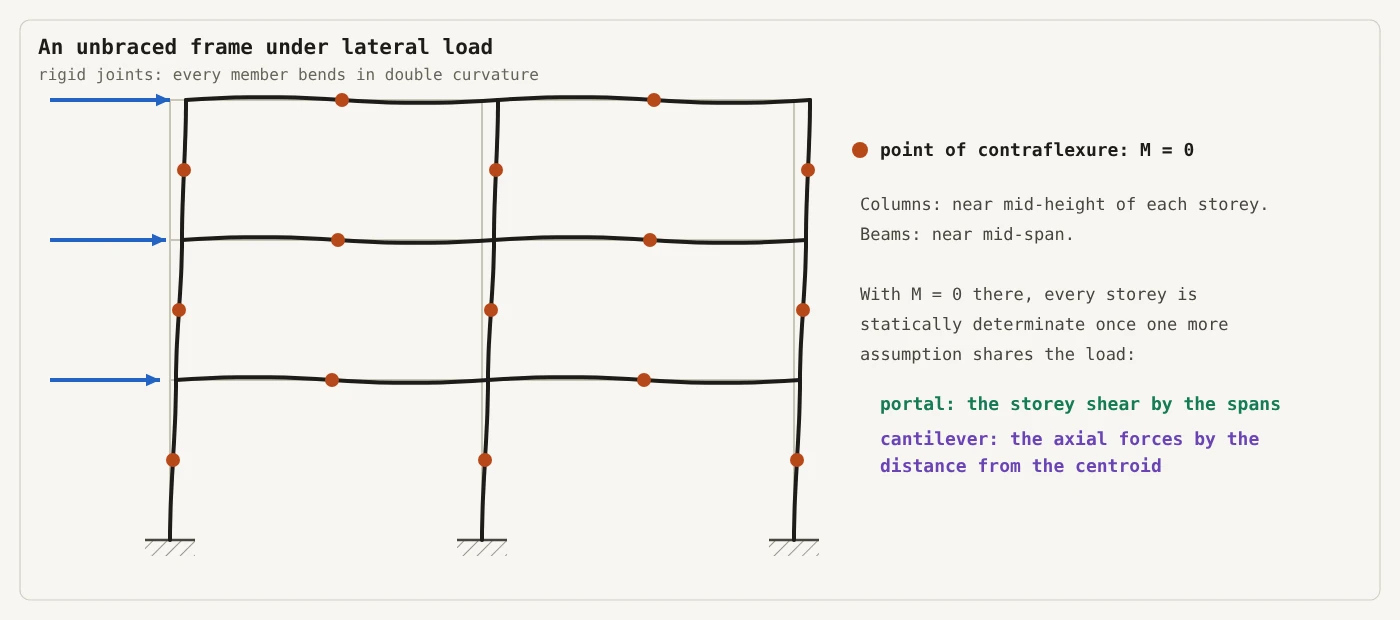 An unbraced frame under lateral load
rigid joints: every member bends in double curvature
point of contraflexure: M = 0
Columns: near mid-height of each storey.
Beams: near mid-span.
With M = 0 there, every storey is
statically determinate once one more
assumption shares the load:
portal: the storey shear by the spans
cantilever: the axial forces by the
distance from the centroid